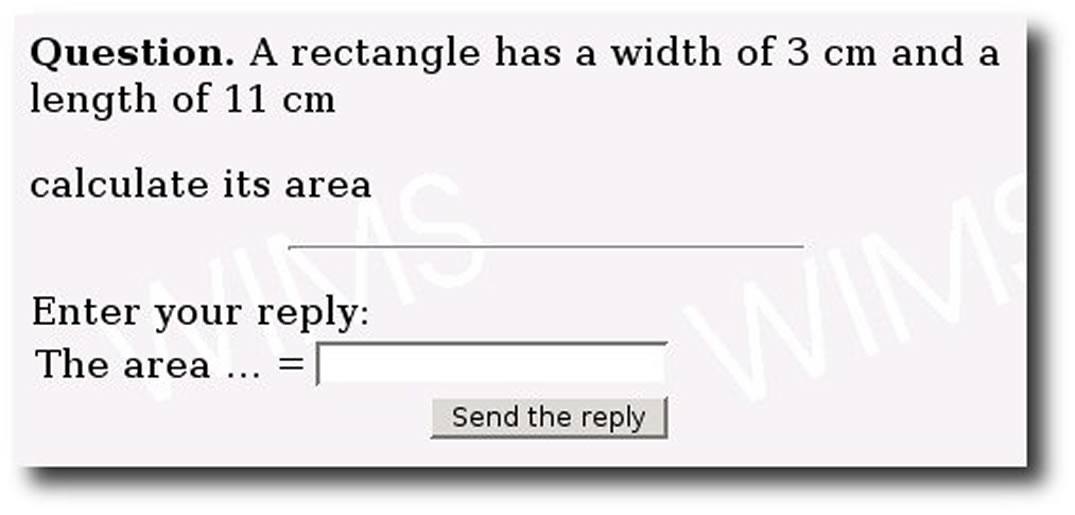 Question. A rectangle has a width of 3 cm and a
length of 11 cm
calculate its area
WIMS
WIMS
Enter your reply:
The area ... =
Send the reply